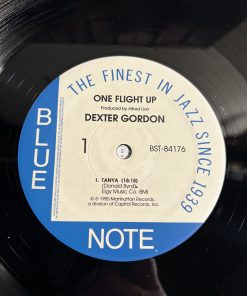 THE FINEST IN JAZZ SINCE 1939
ONE FLIGHT UP
Produced by Alfred Lion
DEXTER GORDON
1
BST-84176
1. TANYA (18:18)
(Donald Byrd)
Elgy Music Co.-BMI
℗ © 1985 Manhattan Records,
a division of Capitol Records, Inc.
BLUE
NOTE